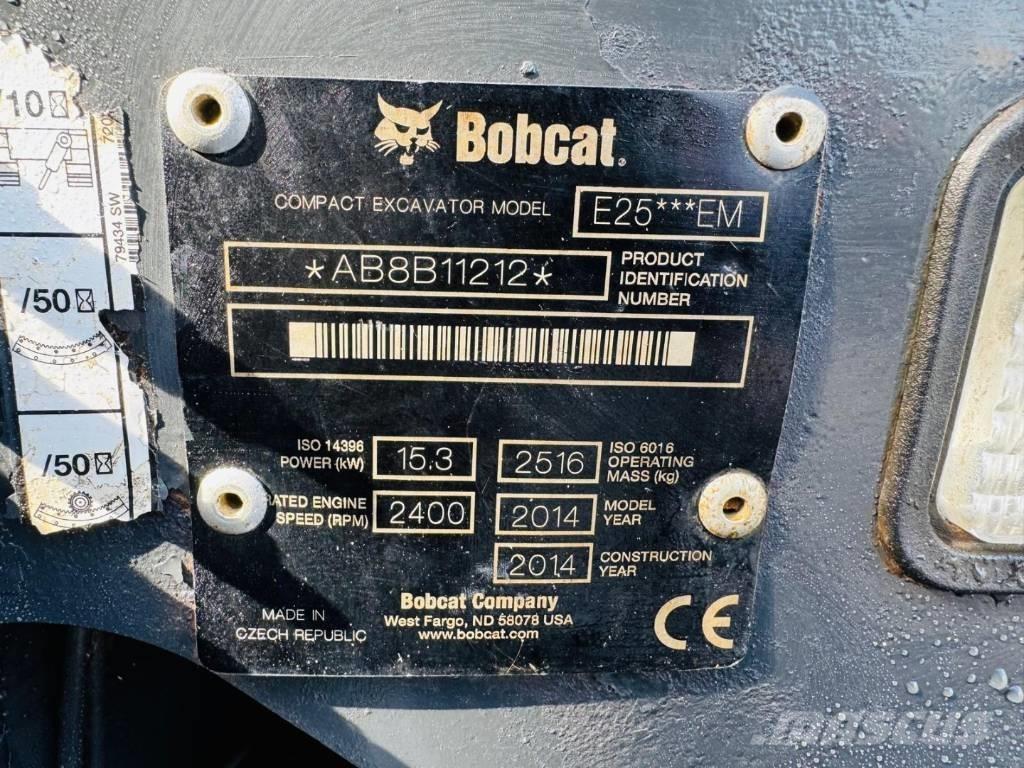 /10
720
79434 SW
/50
/50
Bobcat.
COMPACT EXCAVATOR MODEL E25***EM
*AB8B11212* PRODUCT IDENTIFICATION NUMBER
ISO 14396 POWER (kW) 15.3
2516 ISO 6016 OPERATING MASS (kg)
RATED ENGINE SPEED (RPM) 2400
2014 MODEL YEAR
2014 CONSTRUCTION YEAR
MADE IN
CZECH REPUBLIC
Bobcat Company
West Fargo, ND 58078 USA
www.bobcat.com
CE
MASCUS